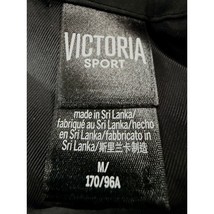 VICTORIA
SPORT
made in Sri Lanka/
fabriqué au Sri Lanka/hecho
en Sri Lanka/fabbricato in
Sri Lanka/斯里兰卡制造
M/
170/96A